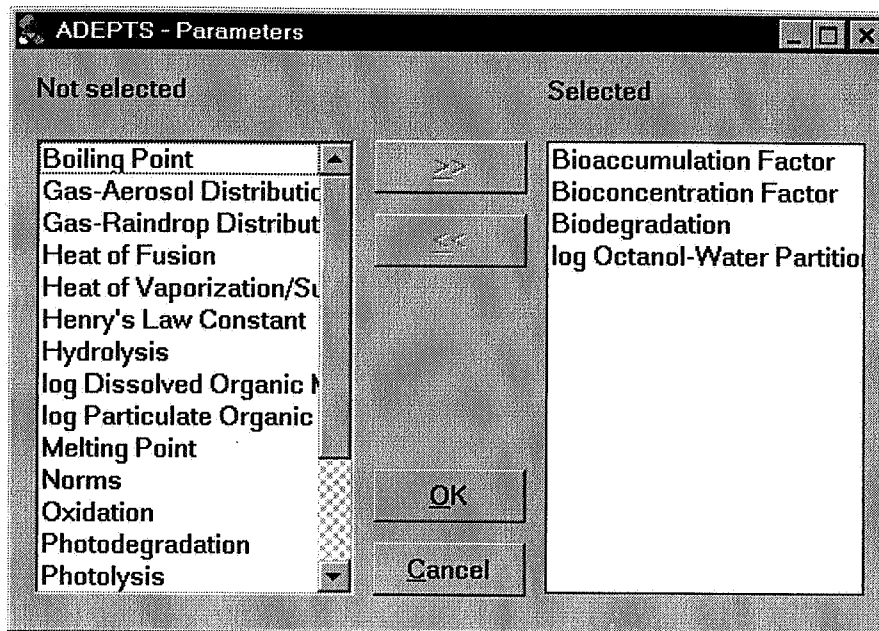 ADEPTS - Parameters
Not selected
Boiling Point
Gas-Aerosol Distributio
Gas-Raindrop Distribut
Heat of Fusion
Heat of Vaporization/Su
Henry's Law Constant
Hydrolysis
log Dissolved Organic M
log Particulate Organic
Melting Point
Norms
Oxidation
Photodegradation
Photolysis
>>
<<
OK
Cancel
Selected
Bioaccumulation Factor
Bioconcentration Factor
Biodegradation
log Octanol-Water Partitio